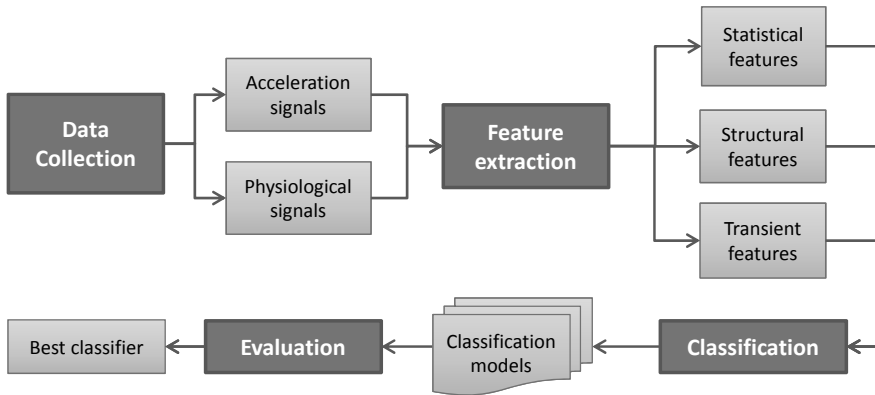 Data
Collection
Acceleration
signals
Physiological
signals
Feature
extraction
Statistical
features
Structural
features
Transient
features
Classification
Classification
models
Evaluation
Best classifier